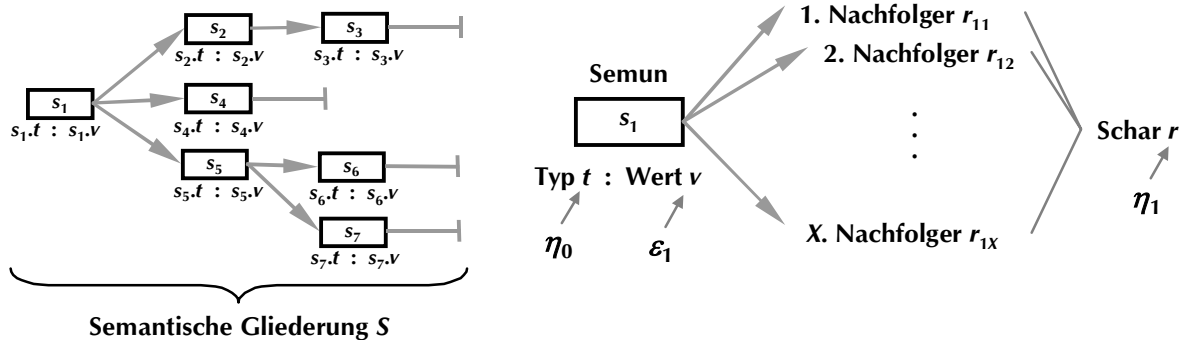 s2
s2.t : s2.v
s3
s3.t : s3.v
s1
s1.t : s1.v
s4
s4.t : s4.v
s5
s5.t : s5.v
s6
s6.t : s6.v
s7
s7.t : s7.v
Semantische Gliederung S
Semun
s1
Typ t : Wert v
η0
ε1
1. Nachfolger r11
2. Nachfolger r12
X. Nachfolger r1X
Schar r
η1